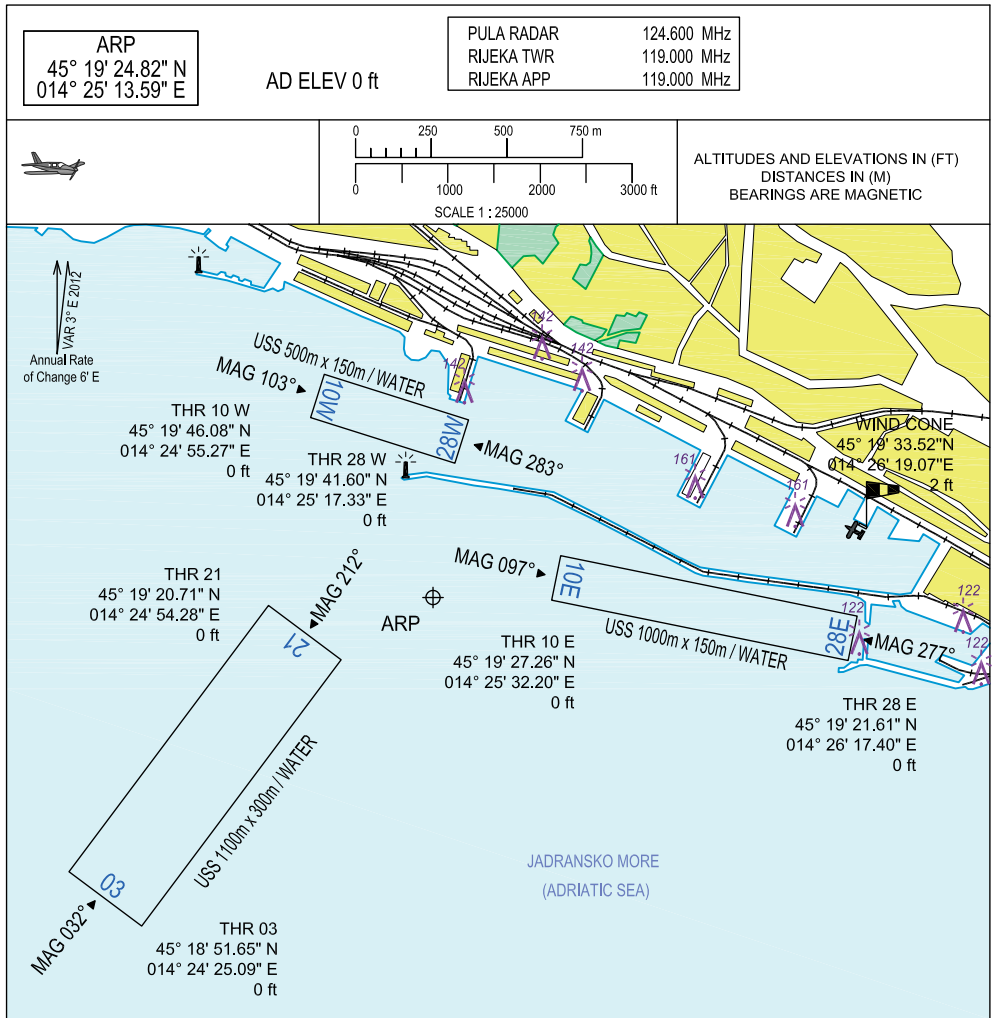 ARP
45° 19' 24.82" N
014° 25' 13.59" E
AD ELEV 0 ft
PULA RADAR 124.600 MHz
RIJEKA TWR 119.000 MHz
RIJEKA APP 119.000 MHz
0 250 500 750 m
0 1000 2000 3000 ft
SCALE 1 : 25000
ALTITUDES AND ELEVATIONS IN (FT)
DISTANCES IN (M)
BEARINGS ARE MAGNETIC
VAR 3° E 2012
Annual Rate
of Change 6' E
142
142
142
USS 500m x 150m / WATER
MAG 103°
10W
28W
MAG 283°
THR 10 W
45° 19' 46.08" N
014° 24' 55.27" E
0 ft
THR 28 W
45° 19' 41.60" N
014° 25' 17.33" E
0 ft
WIND CONE
45° 19' 33.52"N
014° 26' 19.07"E
2 ft
161
161
THR 21
45° 19' 20.71" N
014° 24' 54.28" E
0 ft
MAG 212°
21
ARP
MAG 097°
10E
USS 1000m x 150m / WATER
28E
MAG 277°
122
122
122
THR 10 E
45° 19' 27.26" N
014° 25' 32.20" E
0 ft
THR 28 E
45° 19' 21.61" N
014° 26' 17.40" E
0 ft
USS 1100m x 300m / WATER
03
MAG 032°
THR 03
45° 18' 51.65" N
014° 24' 25.09" E
0 ft
JADRANSKO MORE
(ADRIATIC SEA)